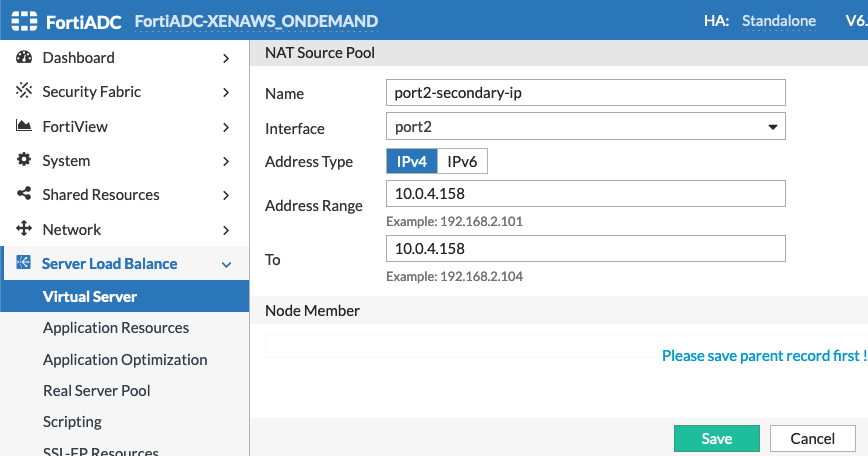 FortiADC FortiADC-XENAWS_ONDEMAND HA: Standalone V6.
Dashboard
Security Fabric
FortiView
System
Shared Resources
Network
Server Load Balance
Virtual Server
Application Resources
Application Optimization
Real Server Pool
Scripting
SSL-FP Resources
NAT Source Pool
Name port2-secondary-ip
Interface port2
Address Type IPv4 IPv6
Address Range 10.0.4.158
Example: 192.168.2.101
To 10.0.4.158
Example: 192.168.2.104
Node Member
Please save parent record first !
Save Cancel